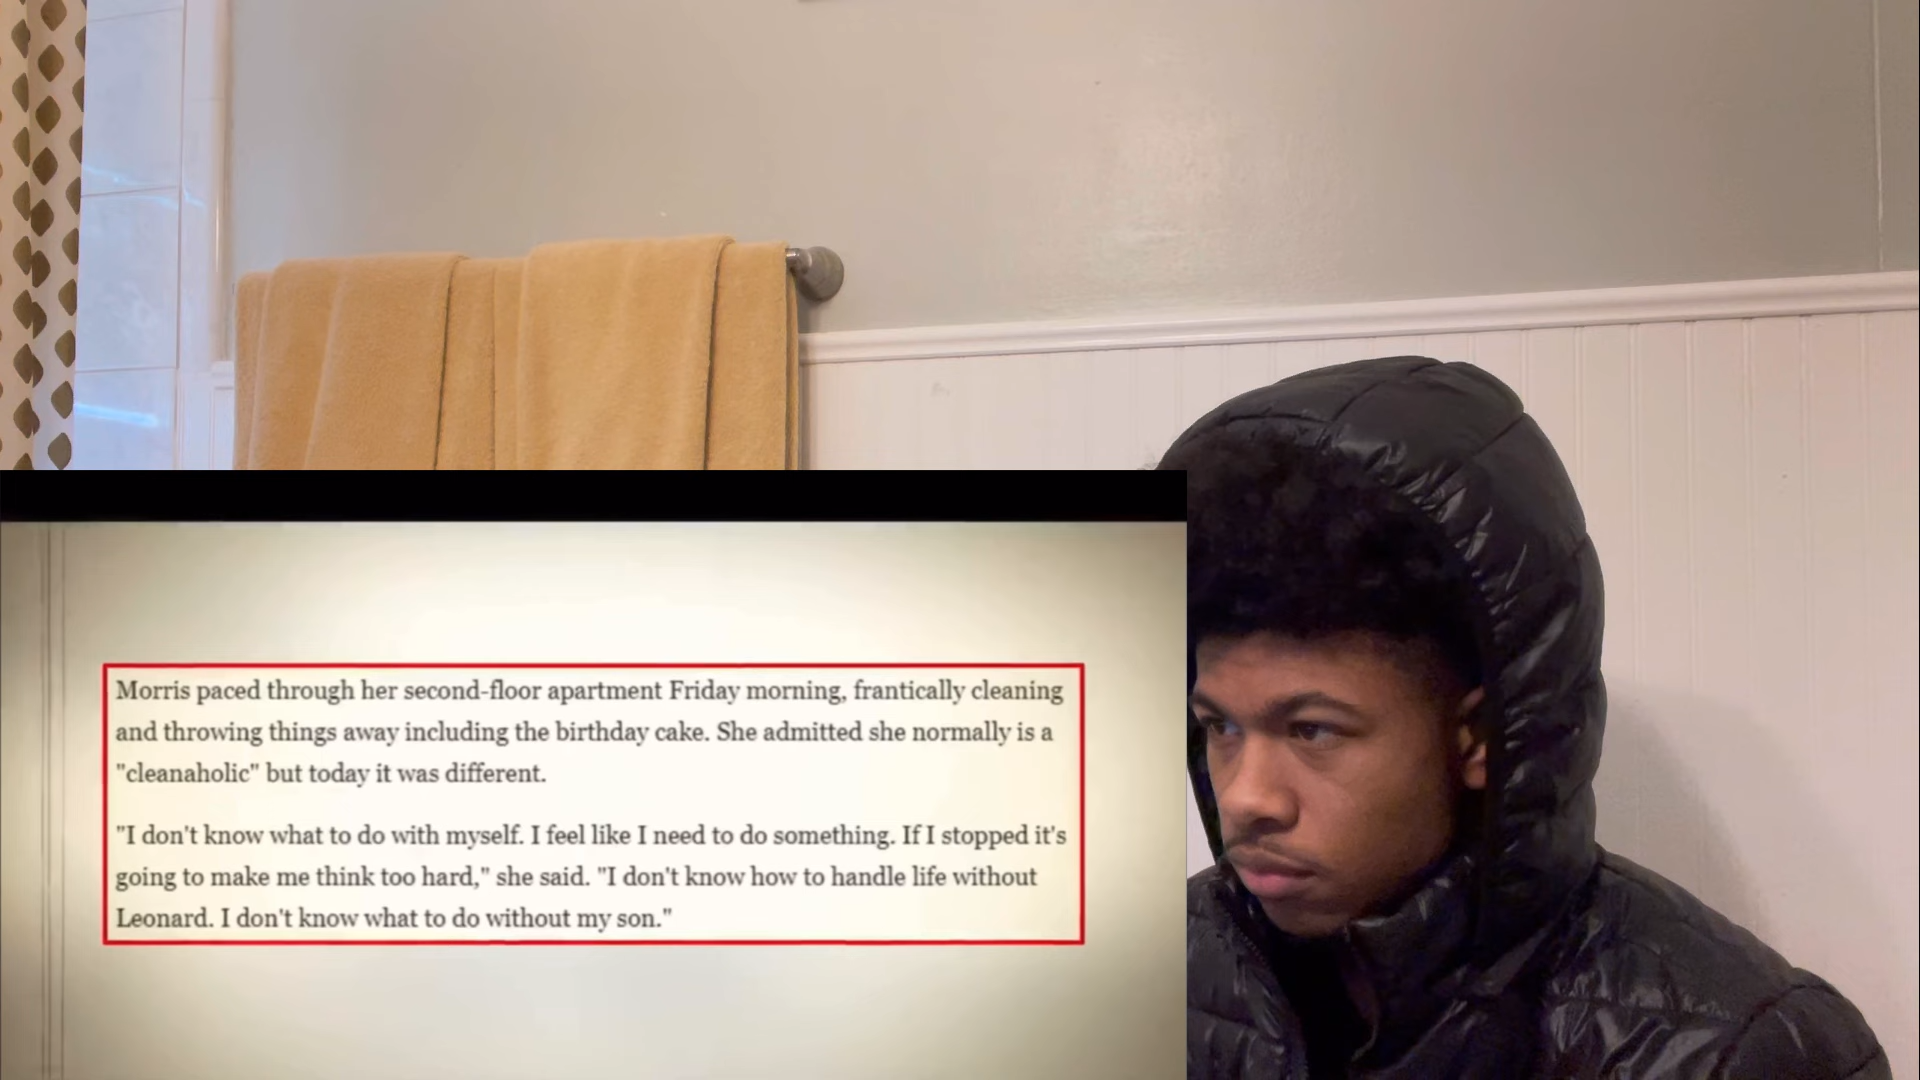 Morris paced through her second-floor apartment Friday morning, frantically cleaning
and throwing things away including the birthday cake. She admitted she normally is a
"cleanaholic" but today it was different.
"I don't know what to do with myself. I feel like I need to do something. If I stopped it's
going to make me think too hard," she said. "I don't know how to handle life without
Leonard. I don't know what to do without my son."